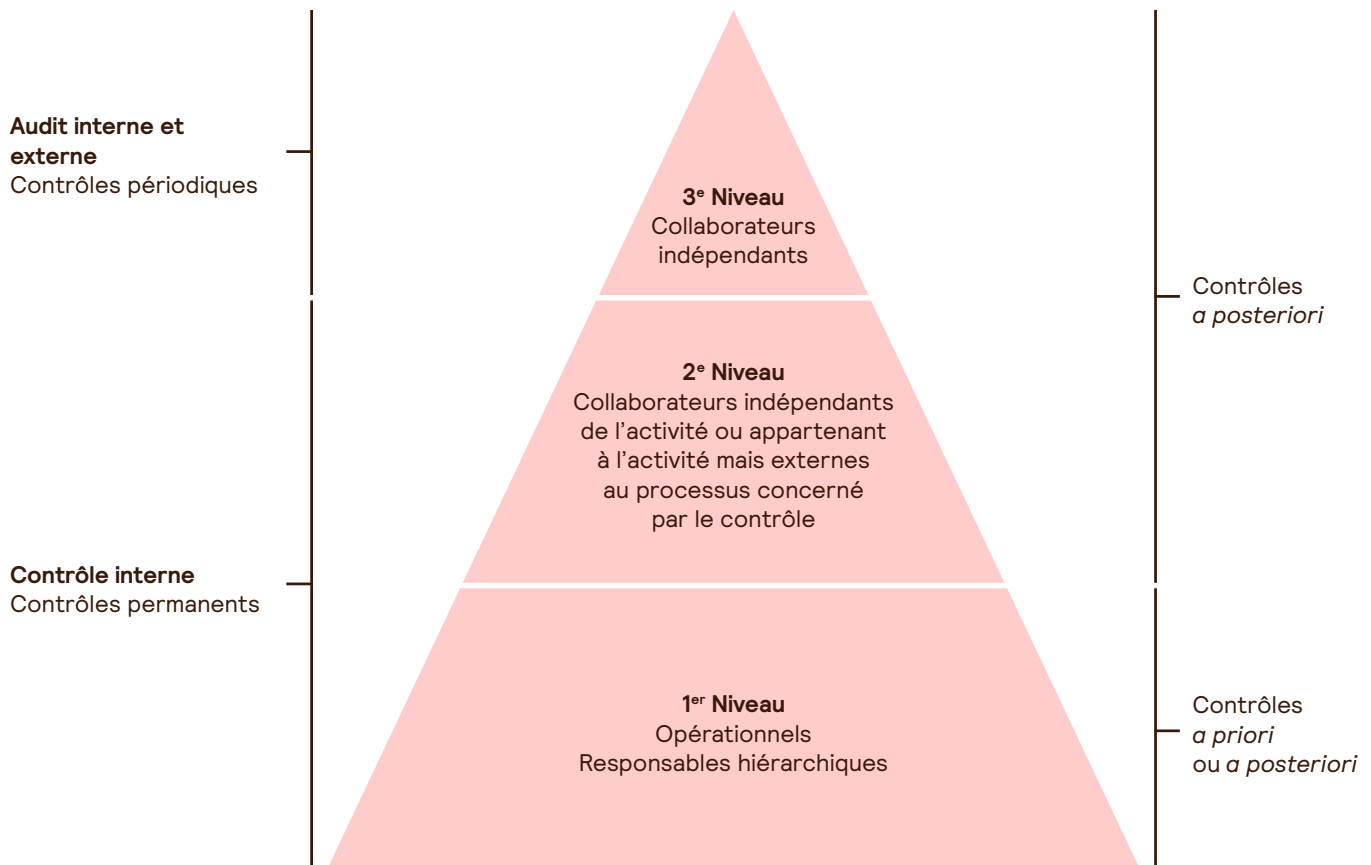 Audit interne et
externe
Contrôles périodiques
3e Niveau
Collaborateurs
indépendants
Contrôles
a posteriori
2e Niveau
Collaborateurs indépendants
de l’activité ou appartenant
à l’activité mais externes
au processus concerné
par le contrôle
Contrôle interne
Contrôles permanents
1er Niveau
Opérationnels
Responsables hiérarchiques
Contrôles
a priori
ou a posteriori